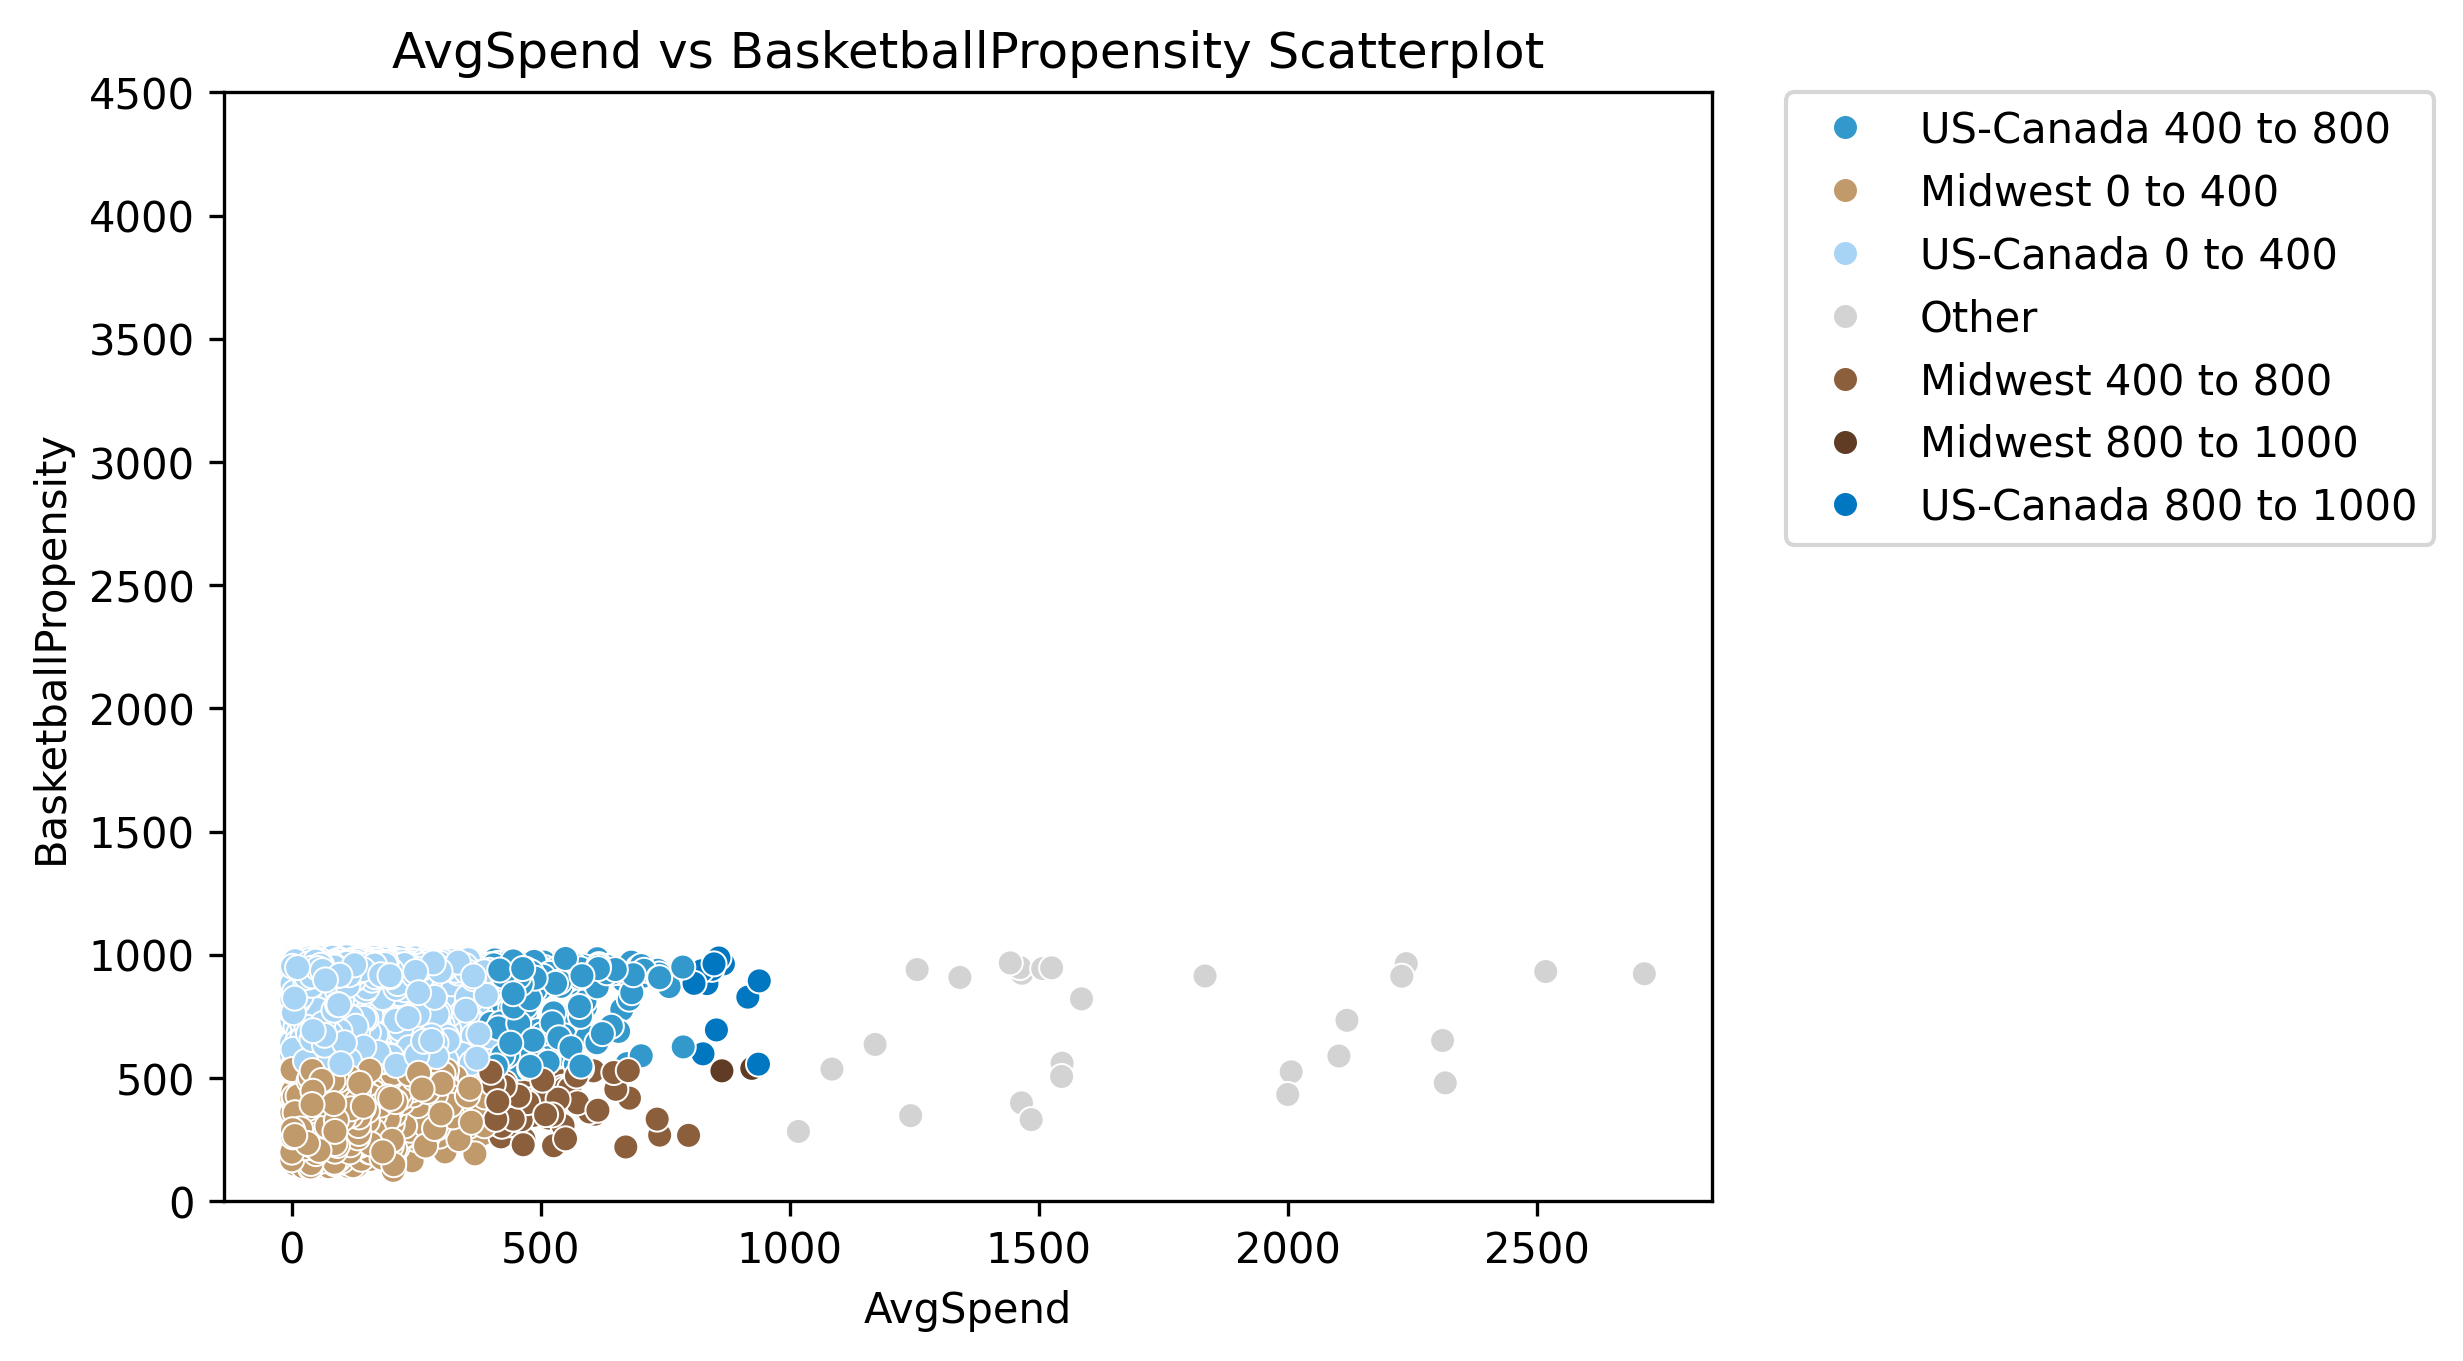 AvgSpend vs BasketballPropensity Scatterplot
4500
4000
3500
3000
2500
2000
1500
1000
500
0
BasketballPropensity
0 500 1000 1500 2000 2500
AvgSpend
US-Canada 400 to 800
Midwest 0 to 400
US-Canada 0 to 400
Other
Midwest 400 to 800
Midwest 800 to 1000
US-Canada 800 to 1000